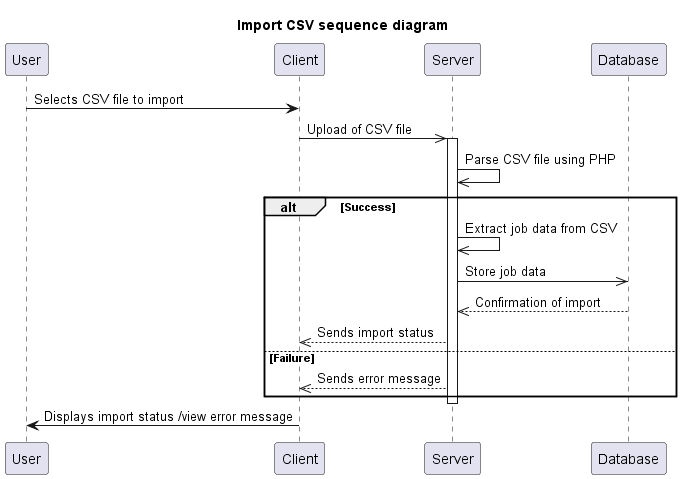 Import CSV sequence diagram
User Client Server Database
Selects CSV file to import
Upload of CSV file
Parse CSV file using PHP
alt [Success]
Extract job data from CSV
Store job data
Confirmation of import
Sends import status
[Failure]
Sends error message
Displays import status /view error message
User Client Server Database